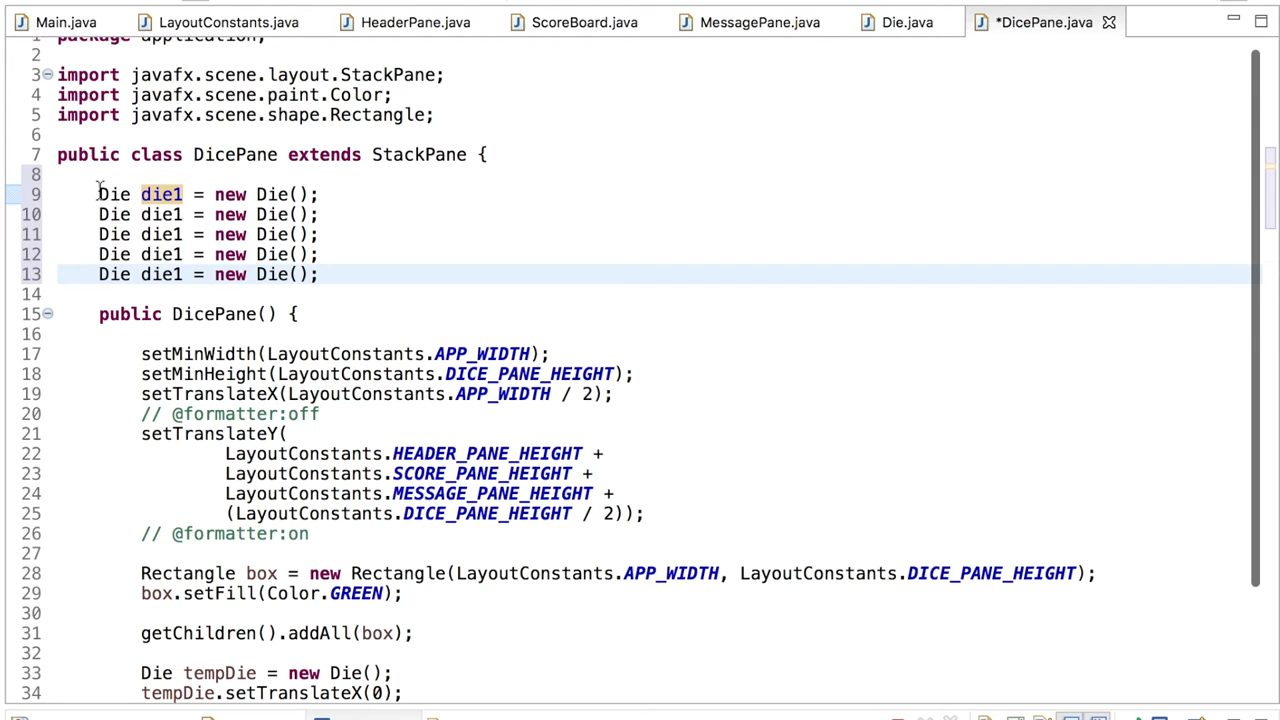 Main.java LayoutConstants.java HeaderPane.java ScoreBoard.java MessagePane.java Die.java *DicePane.java
1 package application;
2
3 import javafx.scene.layout.StackPane;
4 import javafx.scene.paint.Color;
5 import javafx.scene.shape.Rectangle;
6
7 public class DicePane extends StackPane {
8
9 Die die1 = new Die();
10 Die die1 = new Die();
11 Die die1 = new Die();
12 Die die1 = new Die();
13 Die die1 = new Die();
14
15 public DicePane() {
16
17 setMinWidth(LayoutConstants.APP_WIDTH);
18 setMinHeight(LayoutConstants.DICE_PANE_HEIGHT);
19 setTranslateX(LayoutConstants.APP_WIDTH / 2);
20 // @formatter:off
21 setTranslateY(
22 LayoutConstants.HEADER_PANE_HEIGHT +
23 LayoutConstants.SCORE_PANE_HEIGHT +
24 LayoutConstants.MESSAGE_PANE_HEIGHT +
25 (LayoutConstants.DICE_PANE_HEIGHT / 2));
26 // @formatter:on
27
28 Rectangle box = new Rectangle(LayoutConstants.APP_WIDTH, LayoutConstants.DICE_PANE_HEIGHT);
29 box.setFill(Color.GREEN);
30
31 getChildren().addAll(box);
32
33 Die tempDie = new Die();
34 tempDie.setTranslateX(0);